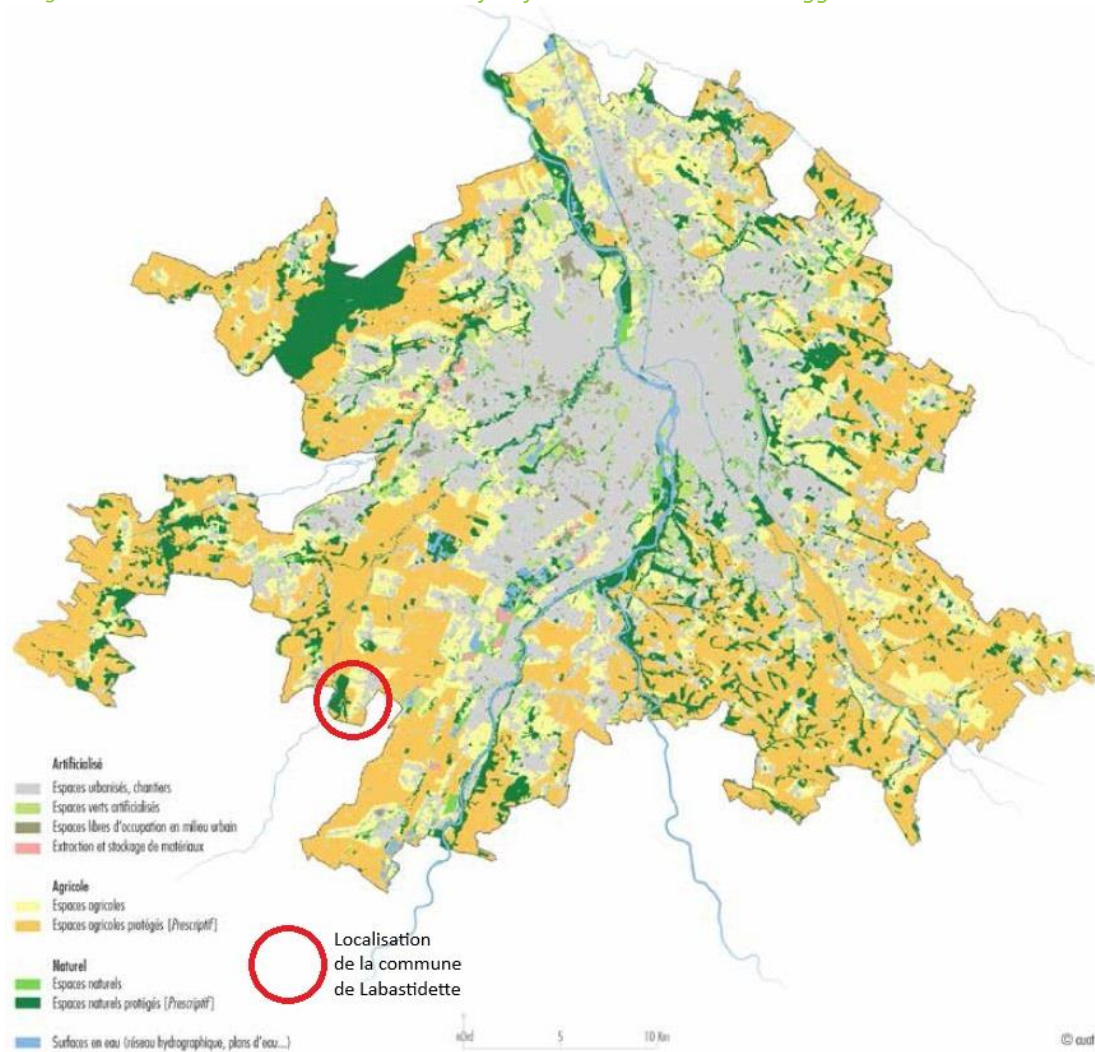 Artificialisé
Espaces urbanisés, chantiers
Espaces verts artificialisés
Espaces libres d'occupation en milieu urbain
Extraction et stockage de matériaux
Agricole
Espaces agricoles
Espaces agricoles protégés [Prescriptif]
Naturel
Espaces naturels
Espaces naturels protégés [Prescriptif]
Surfaces en eau (réseau hydrographique, plans d'eau...)
Localisation
de la commune
de Labastidette
5
10 Km